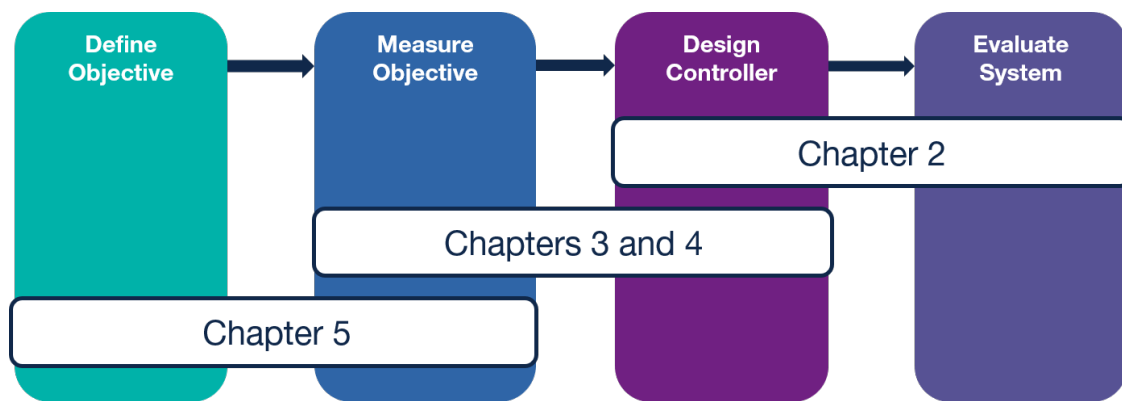 Define
Objective
Measure
Objective
Design
Controller
Evaluate
System
Chapter 2
Chapters 3 and 4
Chapter 5